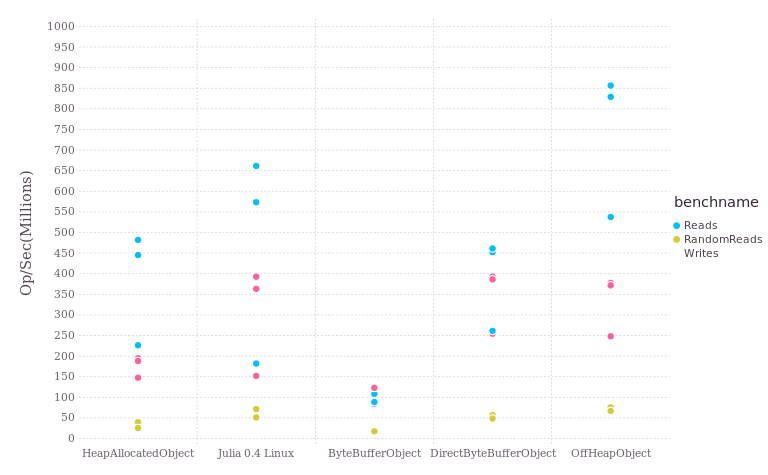 1000
950
900
850
800
750
700
650
600
550
500
450
400
350
300
250
200
150
100
50
0
Op/Sec(Millions)
HeapAllocatedObject
Julia 0.4 Linux
ByteBufferObject
DirectByteBufferObject
OffHeapObject
benchname
Reads
RandomReads
Writes